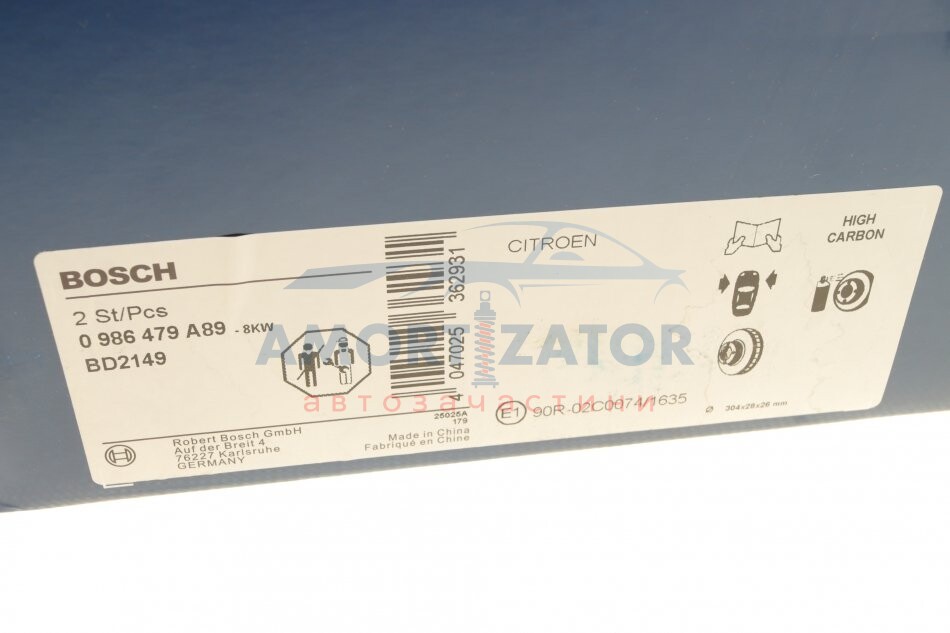 BOSCH
2 St/Pcs
0 986 479 A89 - 8KW
BD2149
Robert Bosch GmbH
Auf der Breit 4
76227 Karlsruhe
GERMANY
4 047025 362931
25025A
179
Made in China
Fabriqué en Chine
CITROEN
E1 90R-02C0674/1635
HIGH
CARBON
Ø 304x28x26 mm
AMORTIZATOR
автозачастички